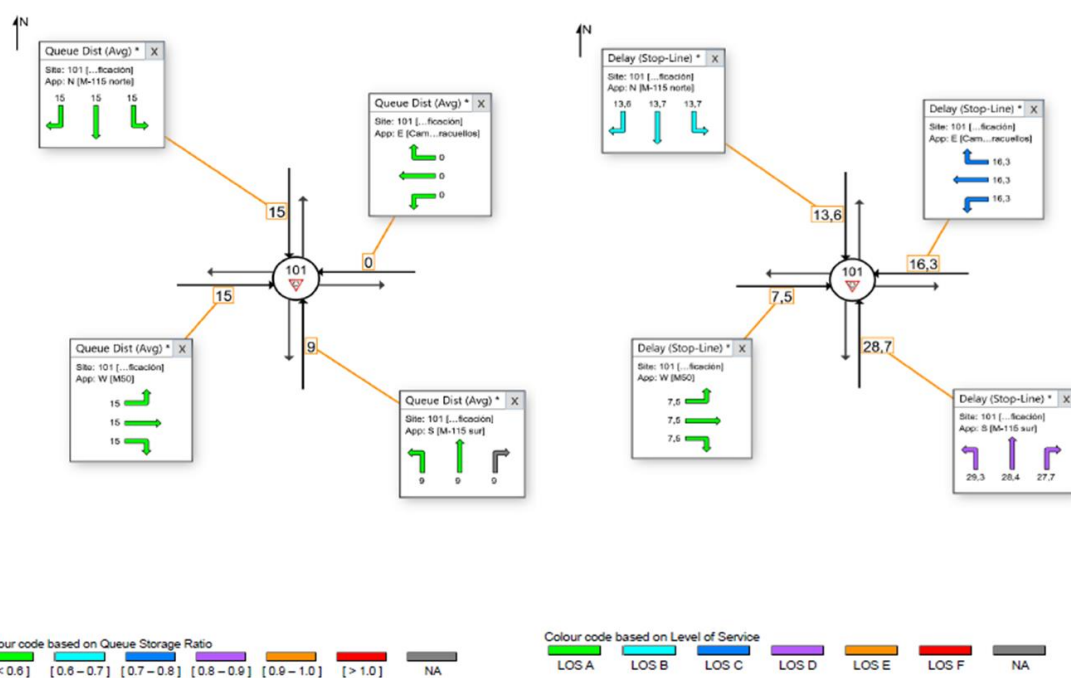 N
Queue Dist (Avg) * X
Site: 101 [...ficación]
App: N [M-115 norte]
15 15 15
Queue Dist (Avg) * X
Site: 101 [...ficación]
App: E [Cam...racuellos]
0
0
0
15
0
101
15
9
Queue Dist (Avg) * X
Site: 101 [...ficación]
App: W [M50]
15
15
15
Queue Dist (Avg) * X
Site: 101 [...ficación]
App: S [M-115 sur]
9 9 9
Colour code based on Queue Storage Ratio
< 0.6 ] [ 0.6 – 0.7 ] [ 0.7 – 0.8 ] [ 0.8 – 0.9 ] [ 0.9 – 1.0 ] [ > 1.0 ] NA
N
Delay (Stop-Line) * X
Site: 101 [...ficación]
App: N [M-115 norte]
13,6 13,7 13,7
Delay (Stop-Line) * X
Site: 101 [...ficación]
App: E [Cam...racuellos]
16,3
16,3
16,3
13,6
16,3
101
7,5
28,7
Delay (Stop-Line) * X
Site: 101 [...ficación]
App: W [M50]
7,5
7,5
7,5
Delay (Stop-Line) * X
Site: 101 [...ficación]
App: S [M-115 sur]
29,3 28,4 27,7
Colour code based on Level of Service
LOS A LOS B LOS C LOS D LOS E LOS F NA